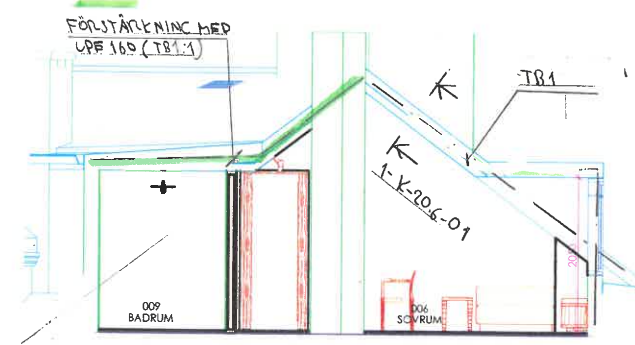 FÖRSTÄRKNING MED
UPE 160 (TB1:1)
TB1
1-K-20.6-01
009
BADRUM
006
SOVRUM